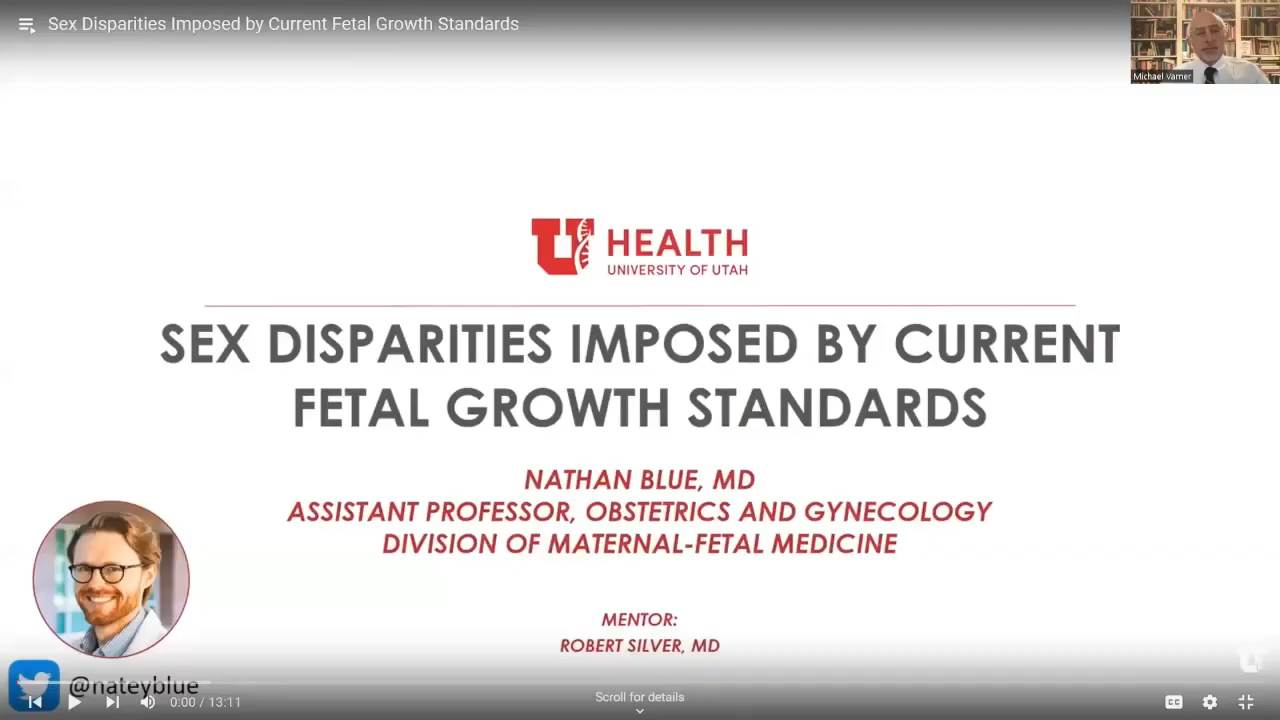 Sex Disparities Imposed by Current Fetal Growth Standards
Michael Varner
U HEALTH
UNIVERSITY OF UTAH
SEX DISPARITIES IMPOSED BY CURRENT
FETAL GROWTH STANDARDS
NATHAN BLUE, MD
ASSISTANT PROFESSOR, OBSTETRICS AND GYNECOLOGY
DIVISION OF MATERNAL-FETAL MEDICINE
MENTOR:
ROBERT SILVER, MD
@nateyblue
0:00 / 13:11
Scroll for details
CC
U